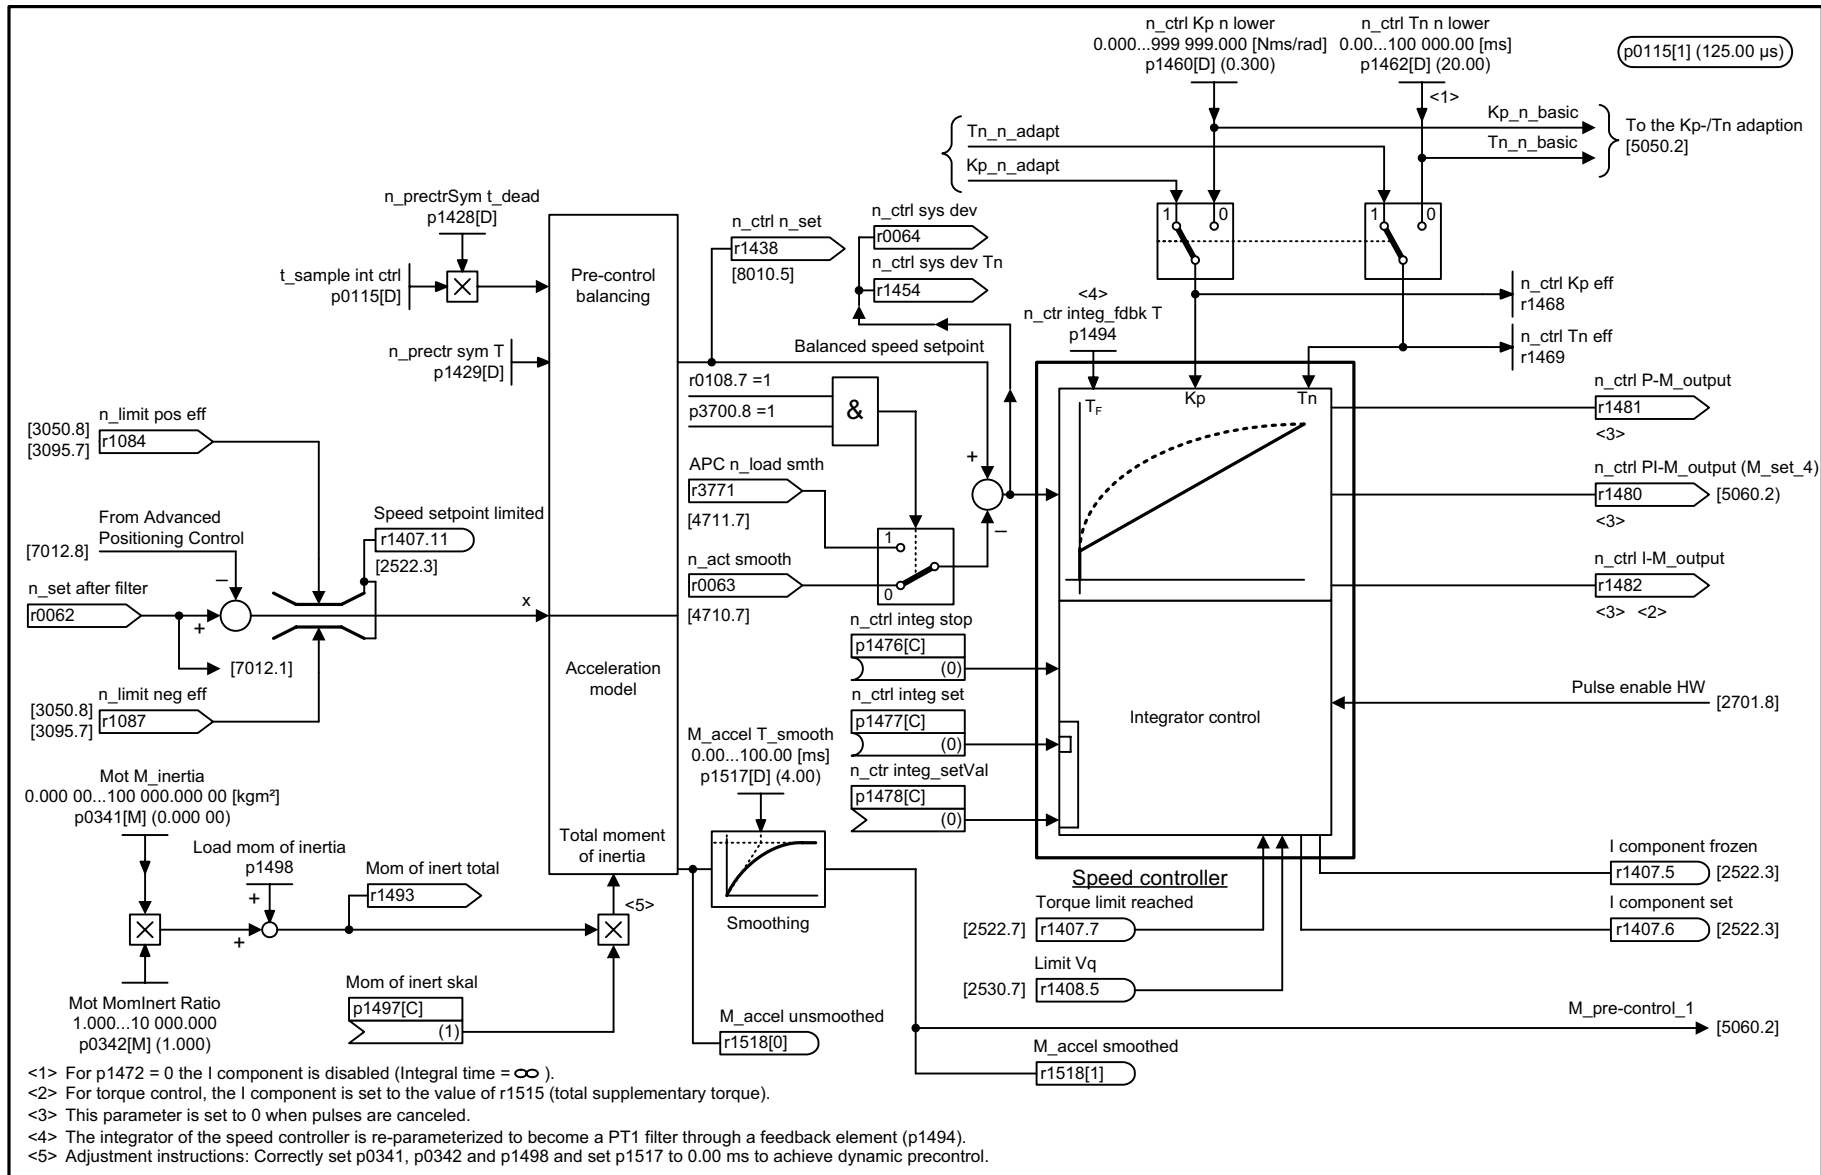 n_ctrl Kp n lower
0.000...999 999.000 [Nms/rad]
p1460[D] (0.300)
n_ctrl Tn n lower
0.00...100 000.00 [ms]
p1462[D] (20.00)
p0115[1] (125.00 µs)
<1>
Kp_n_basic
Tn_n_basic
To the Kp-/Tn adaption
[5050.2]
Tn_n_adapt
Kp_n_adapt
1 0
1 0
n_ctrl Kp eff
r1468
n_ctrl Tn eff
r1469
n_prectrSym t_dead
p1428[D]
t_sample int ctrl
p0115[D]
n_prectr sym T
p1429[D]
Pre-control
balancing
n_ctrl n_set
r1438
[8010.5]
n_ctrl sys dev
r0064
n_ctrl sys dev Tn
r1454
Balanced speed setpoint
<4>
n_ctr integ_fdbk T
p1494
r0108.7 =1
p3700.8 =1
&
APC n_load smth
r3771
[4711.7]
n_act smooth
r0063
[4710.7]
1
0
+
–
TF
Kp
Tn
n_ctrl P-M_output
r1481
<3>
n_ctrl PI-M_output (M_set_4)
r1480
[5060.2)
<3>
n_ctrl I-M_output
r1482
<3> <2>
n_limit pos eff
[3050.8]
[3095.7]
r1084
From Advanced
Positioning Control
[7012.8]
–
Speed setpoint limited
r1407.11
[2522.3]
n_set after filter
r0062
+
x
[7012.1]
n_limit neg eff
[3050.8]
[3095.7]
r1087
Acceleration
model
Total moment
of inertia
n_ctrl integ stop
p1476[C]
(0)
n_ctrl integ set
p1477[C]
(0)
n_ctr integ_setVal
p1478[C]
(0)
Integrator control
Pulse enable HW
[2701.8]
M_accel T_smooth
0.00...100.00 [ms]
p1517[D] (4.00)
Smoothing
Mot M_inertia
0.000 00...100 000.000 00 [kgm²]
p0341[M] (0.000 00)
Load mom of inertia
p1498
+
+
Mom of inert total
r1493
<5>
Mot MomInert Ratio
1.000...10 000.000
p0342[M] (1.000)
Mom of inert skal
p1497[C]
(1)
Speed controller
Torque limit reached
[2522.7]
r1407.7
Limit Vq
[2530.7]
r1408.5
I component frozen
r1407.5
[2522.3]
I component set
r1407.6
[2522.3]
M_accel unsmoothed
r1518[0]
M_pre-control_1
[5060.2]
M_accel smoothed
r1518[1]
<1> For p1472 = 0 the I component is disabled (Integral time = ∞ ).
<2> For torque control, the I component is set to the value of r1515 (total supplementary torque).
<3> This parameter is set to 0 when pulses are canceled.
<4> The integrator of the speed controller is re-parameterized to become a PT1 filter through a feedback element (p1494).
<5> Adjustment instructions: Correctly set p0341, p0342 and p1498 and set p1517 to 0.00 ms to achieve dynamic precontrol.